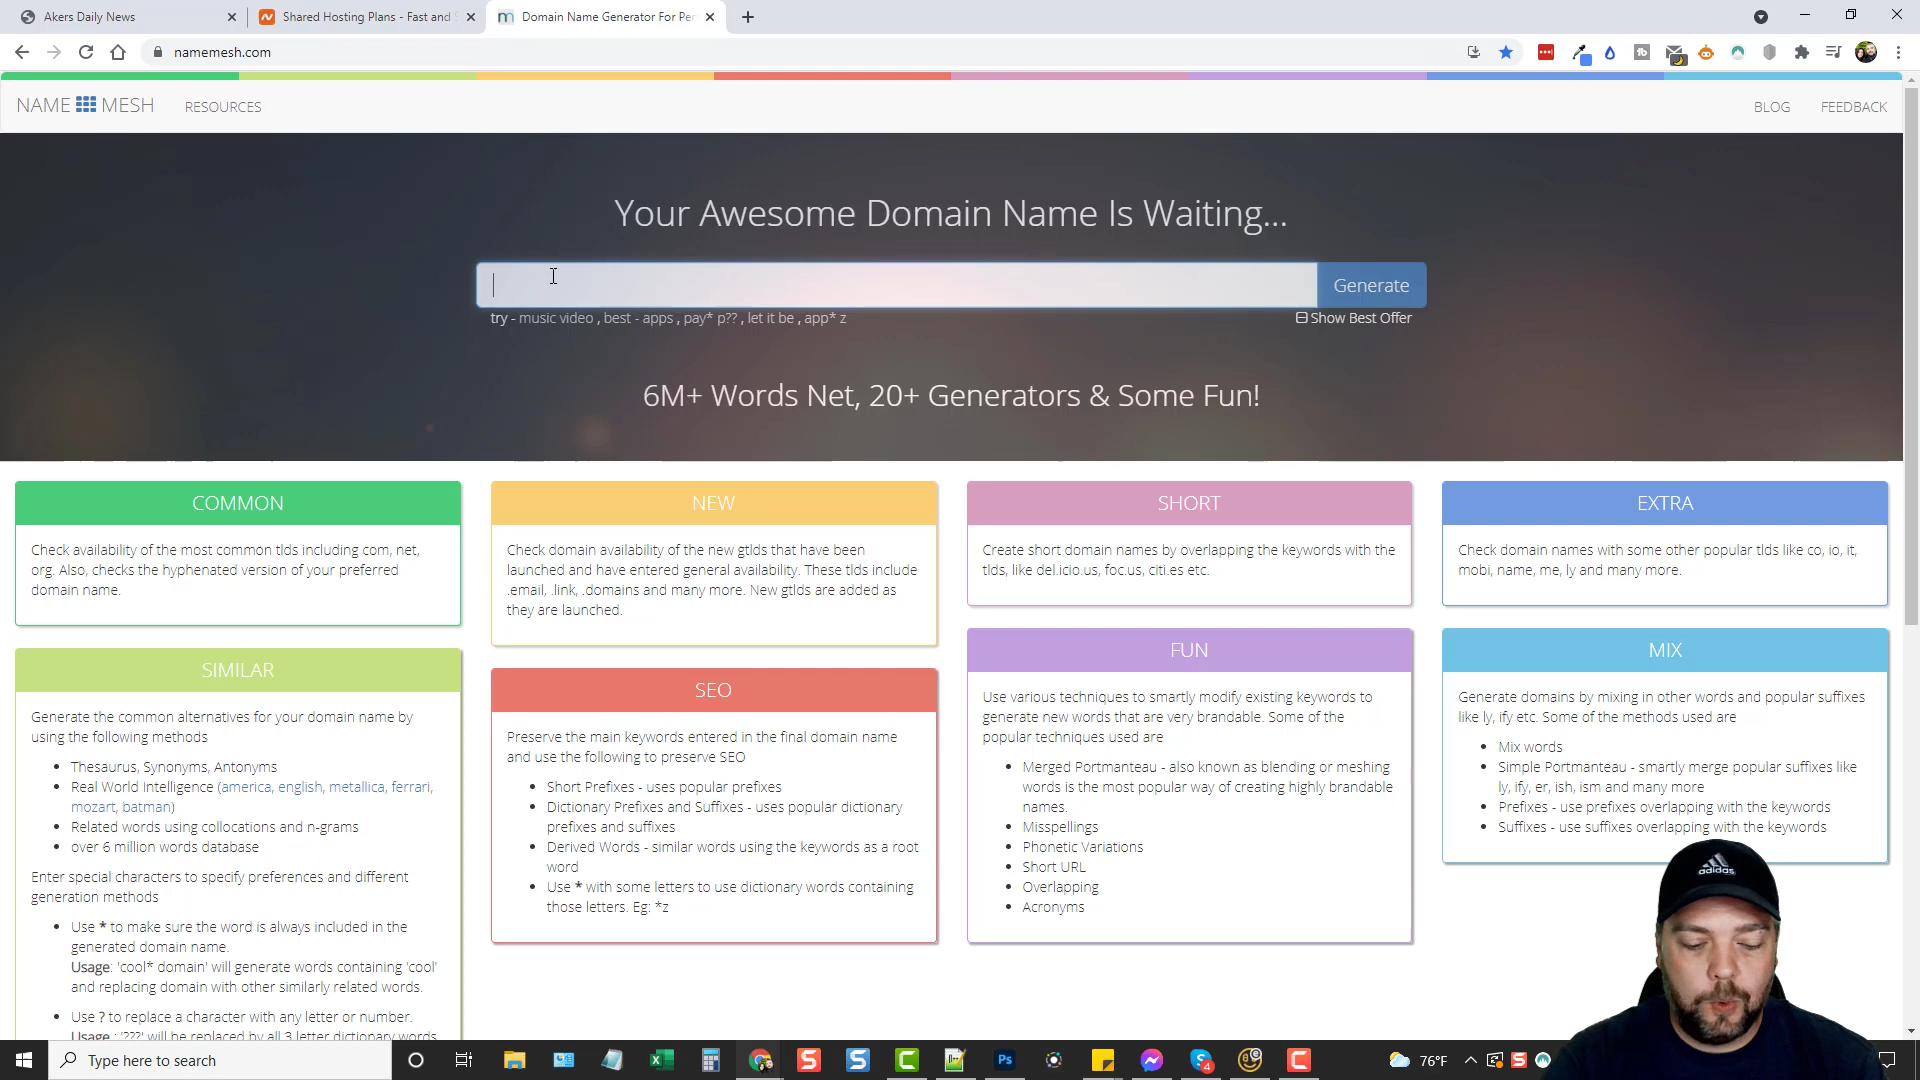 Akers Daily News
Shared Hosting Plans - Fast and S
Domain Name Generator For Per
namemesh.com
NAME MESH
RESOURCES
BLOG
FEEDBACK
Your Awesome Domain Name Is Waiting...
Generate
try - music video , best - apps , pay* p?? , let it be , app* z
Show Best Offer
6M+ Words Net, 20+ Generators & Some Fun!
COMMON
Check availability of the most common tlds including com, net,
org. Also, checks the hyphenated version of your preferred
domain name.
SIMILAR
Generate the common alternatives for your domain name by
using the following methods
• Thesaurus, Synonyms, Antonyms
• Real World Intelligence (america, english, metallica, ferrari,
mozart, batman)
• Related words using collocations and n-grams
• over 6 million words database
Enter special characters to specify preferences and different
generation methods
• Use * to make sure the word is always included in the
generated domain name.
Usage: 'cool* domain' will generate words containing 'cool'
and replacing domain with other similarly related words.
• Use ? to replace a character with any letter or number.
Usage : '???' will be replaced by all 3 letter dictionary words
NEW
Check domain availability of the new gtlds that have been
launched and have entered general availability. These tlds include
.email, .link, .domains and many more. New gtlds are added as
they are launched.
SEO
Preserve the main keywords entered in the final domain name
and use the following to preserve SEO
• Short Prefixes - uses popular prefixes
• Dictionary Prefixes and Suffixes - uses popular dictionary
prefixes and suffixes
• Derived Words - similar words using the keywords as a root
word
• Use * with some letters to use dictionary words containing
those letters. Eg: *z
SHORT
Create short domain names by overlapping the keywords with the
tlds, like del.icio.us, foc.us, citi.es etc.
FUN
Use various techniques to smartly modify existing keywords to
generate new words that are very brandable. Some of the
popular techniques used are
• Merged Portmanteau - also known as blending or meshing
words is the most popular way of creating highly brandable
names.
• Misspellings
• Phonetic Variations
• Short URL
• Overlapping
• Acronyms
EXTRA
Check domain names with some other popular tlds like co, io, it,
mobi, name, me, ly and many more.
MIX
Generate domains by mixing in other words and popular suffixes
like ly, ify etc. Some of the methods used are
• Mix words
• Simple Portmanteau - smartly merge popular suffixes like
ly, ify, er, ish, ism and many more
• Prefixes - use prefixes overlapping with the keywords
• Suffixes - use suffixes overlapping with the keywords
adidas
Type here to search
Ps
4
76°F